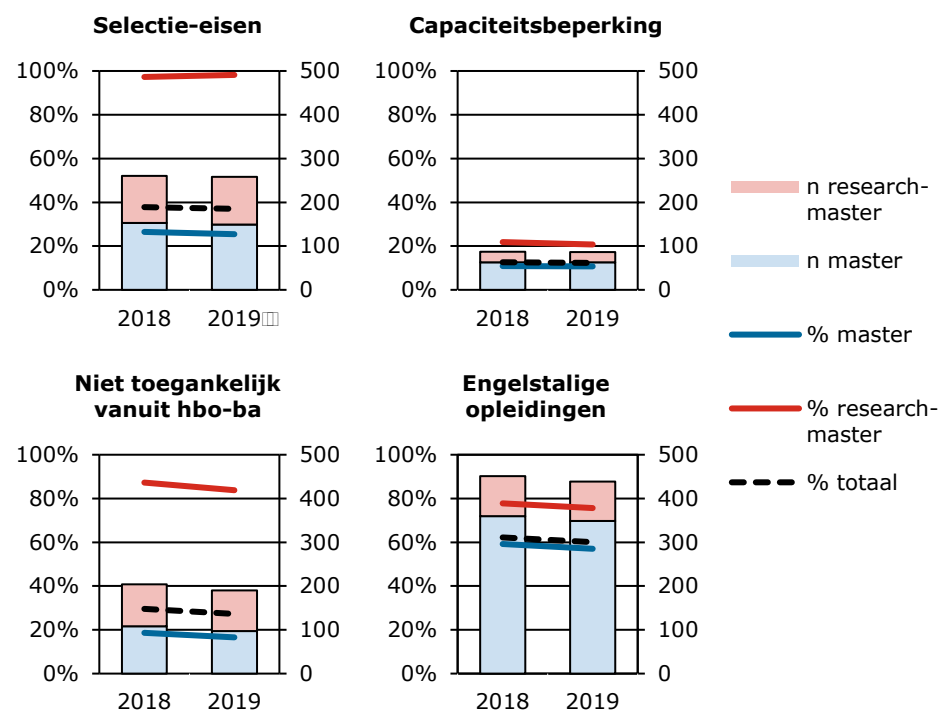 Selectie-eisen
100% 500
80% 400
60% 300
40% 200
20% 100
0% 0
2018 2019
Capaciteitsbeperking
100% 500
80% 400
60% 300
40% 200
20% 100
0% 0
2018 2019
Niet toegankelijk
vanuit hbo-ba
100% 500
80% 400
60% 300
40% 200
20% 100
0% 0
2018 2019
Engelstalige
opleidingen
100% 500
80% 400
60% 300
40% 200
20% 100
0% 0
2018 2019
n research-
master
n master
% master
% research-
master
% totaal